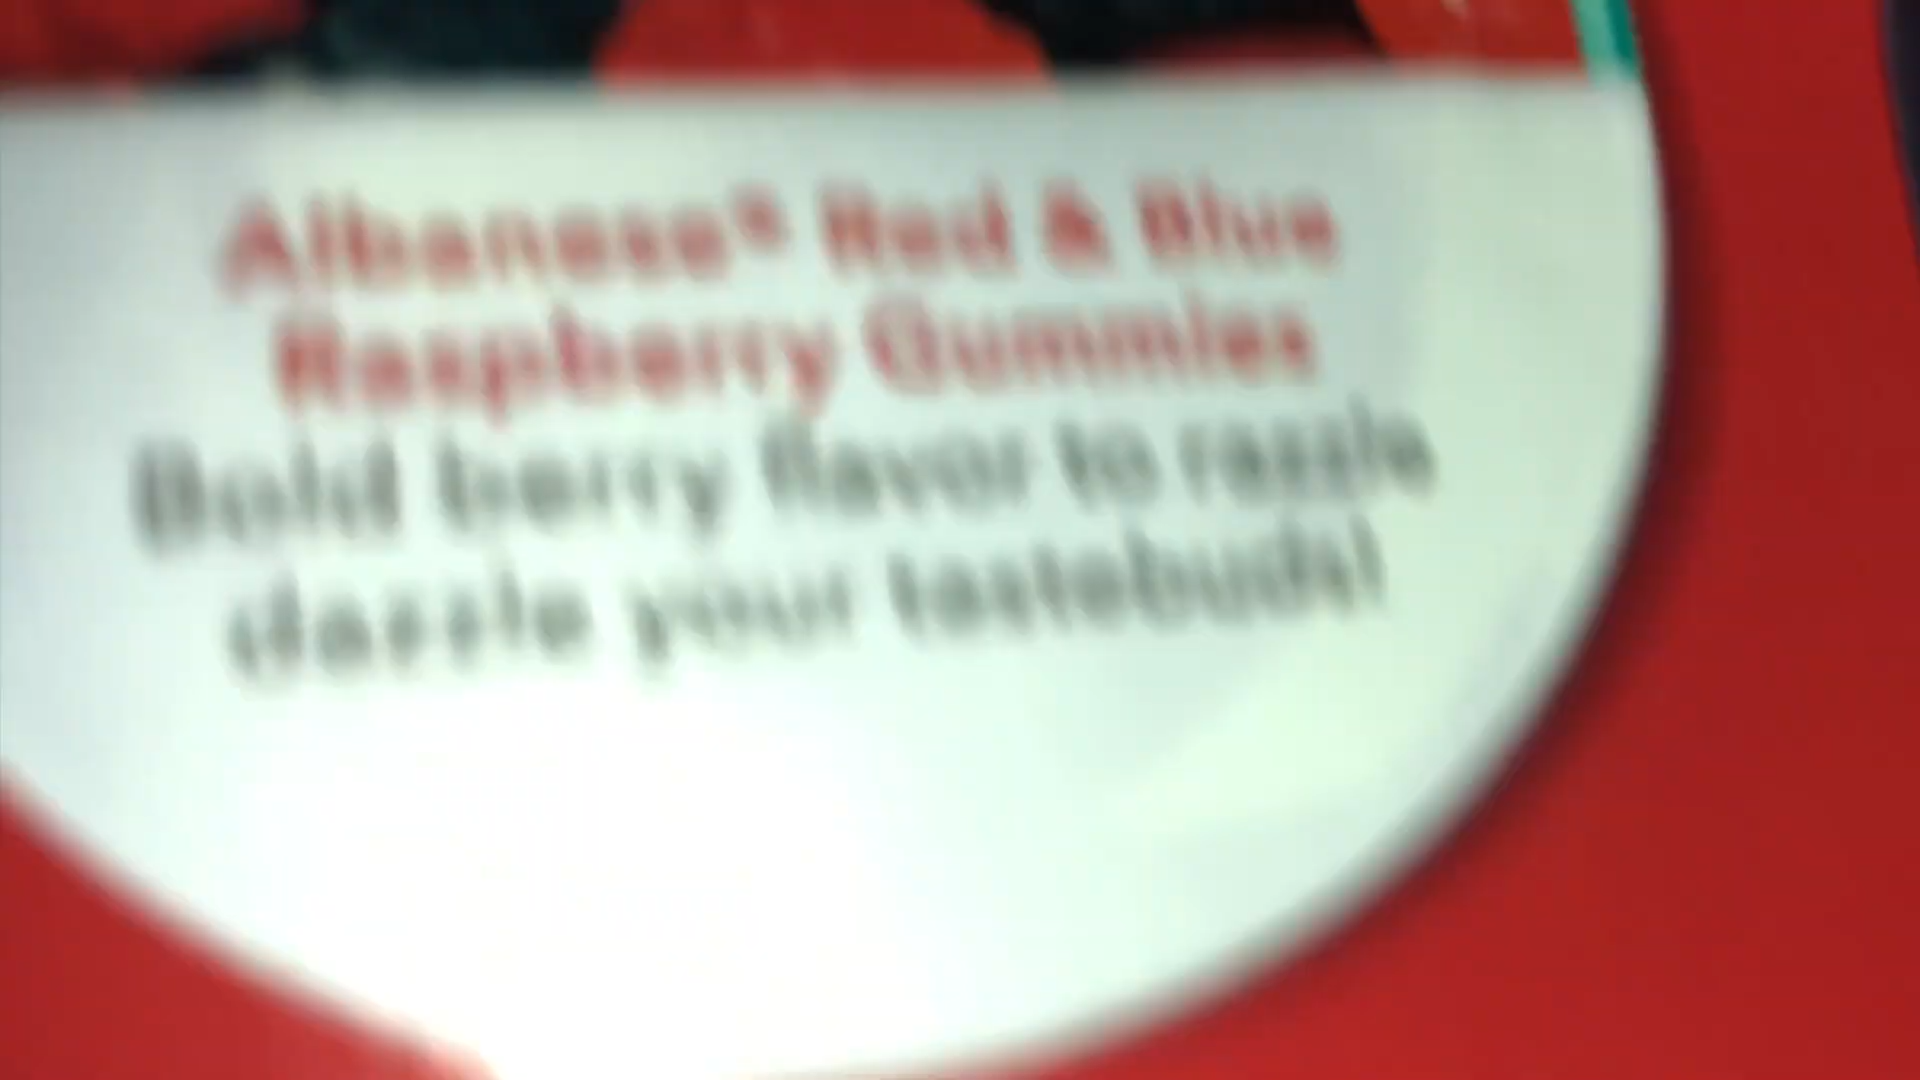 Albanese® Red & Blue
Raspberry Gummies
Bold berry flavor to razzle
dazzle your tastebuds!